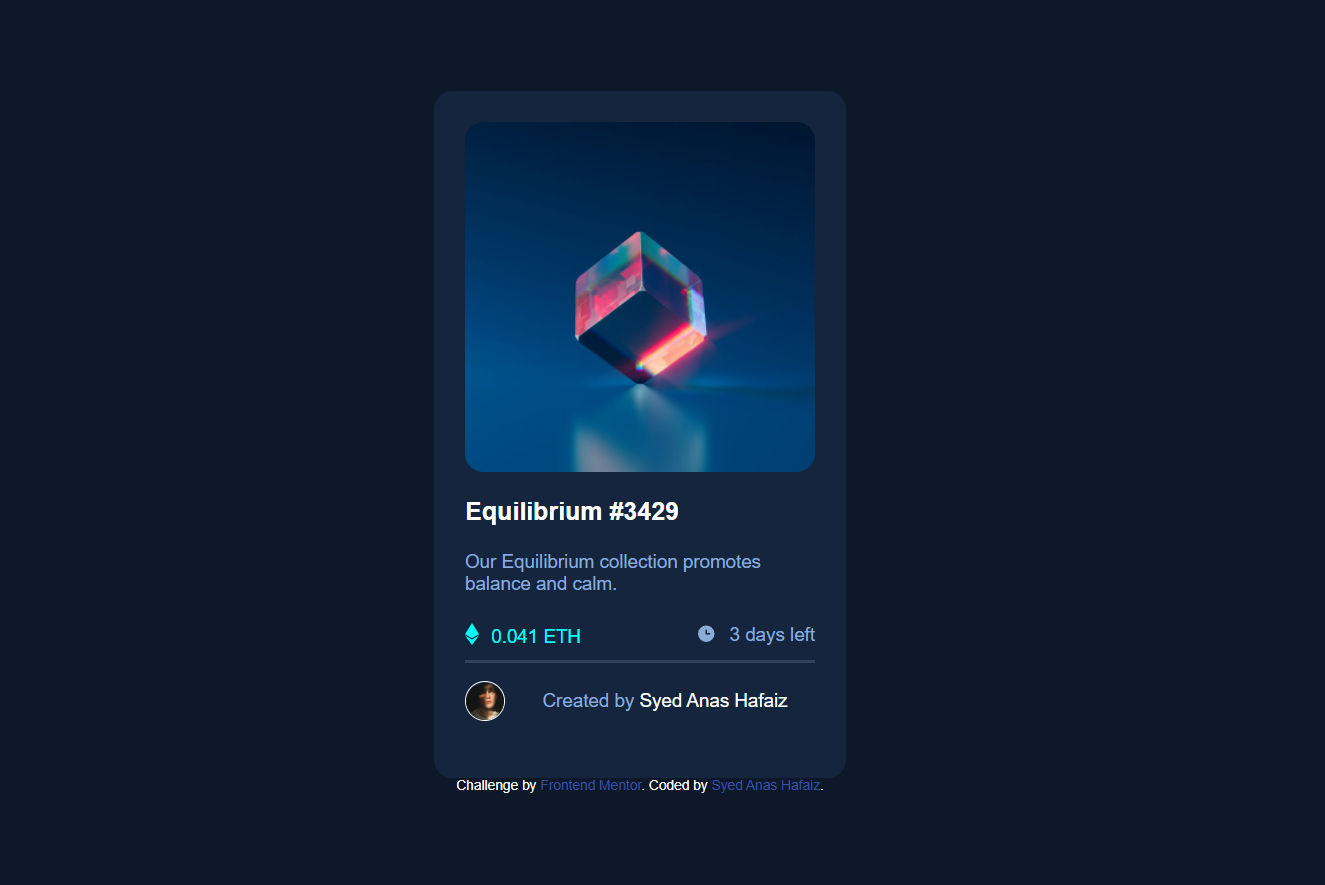 Equilibrium #3429
Our Equilibrium collection promotes
balance and calm.
0.041 ETH
3 days left
Created by Syed Anas Hafaiz
Challenge by Frontend Mentor. Coded by Syed Anas Hafaiz.